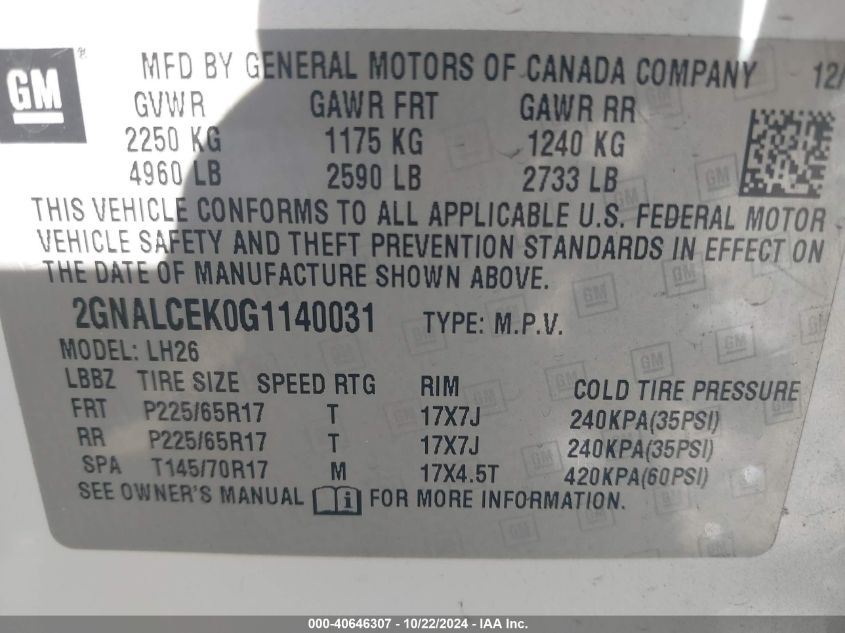 GM ®
MFD BY GENERAL MOTORS OF CANADA COMPANY 12/
GVWR GAWR FRT GAWR RR
2250 KG 1175 KG 1240 KG
4960 LB 2590 LB 2733 LB
THIS VEHICLE CONFORMS TO ALL APPLICABLE U.S. FEDERAL MOTOR
VEHICLE SAFETY AND THEFT PREVENTION STANDARDS IN EFFECT ON
THE DATE OF MANUFACTURE SHOWN ABOVE.
2GNALCEK0G1140031 TYPE: M.P.V.
MODEL: LH26
LBBZ TIRE SIZE SPEED RTG RIM COLD TIRE PRESSURE
FRT P225/65R17 T 17X7J 240KPA(35PSI)
RR P225/65R17 T 17X7J 240KPA(35PSI)
SPA T145/70R17 M 17X4.5T 420KPA(60PSI)
SEE OWNER'S MANUAL i FOR MORE INFORMATION.
000-40646307 - 10/22/2024 - IAA Inc.